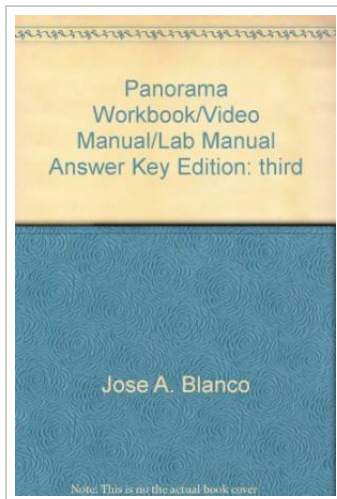 Panorama
Workbook/Video
Manual/Lab Manual
Answer Key Edition: third
Jose A. Blanco
Note: This is no the actual book cover